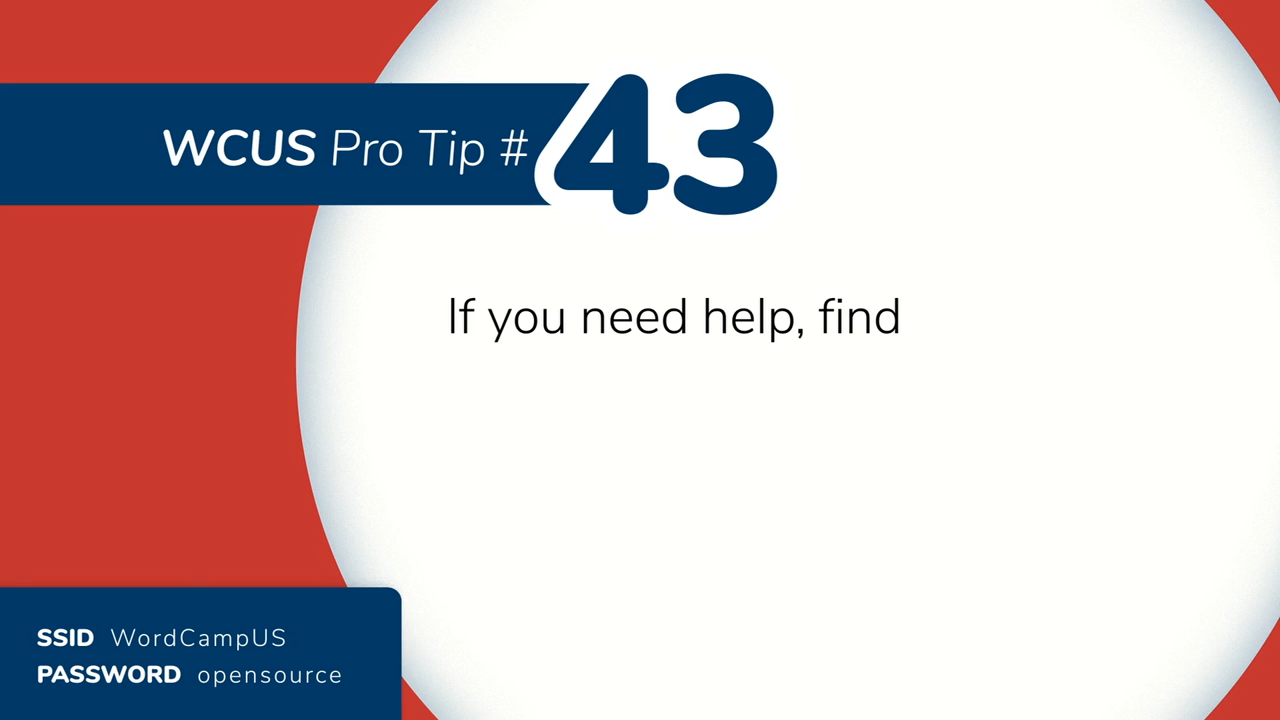 WCUS Pro Tip #43
If you need help, find
SSID WordCampUS
PASSWORD opensource